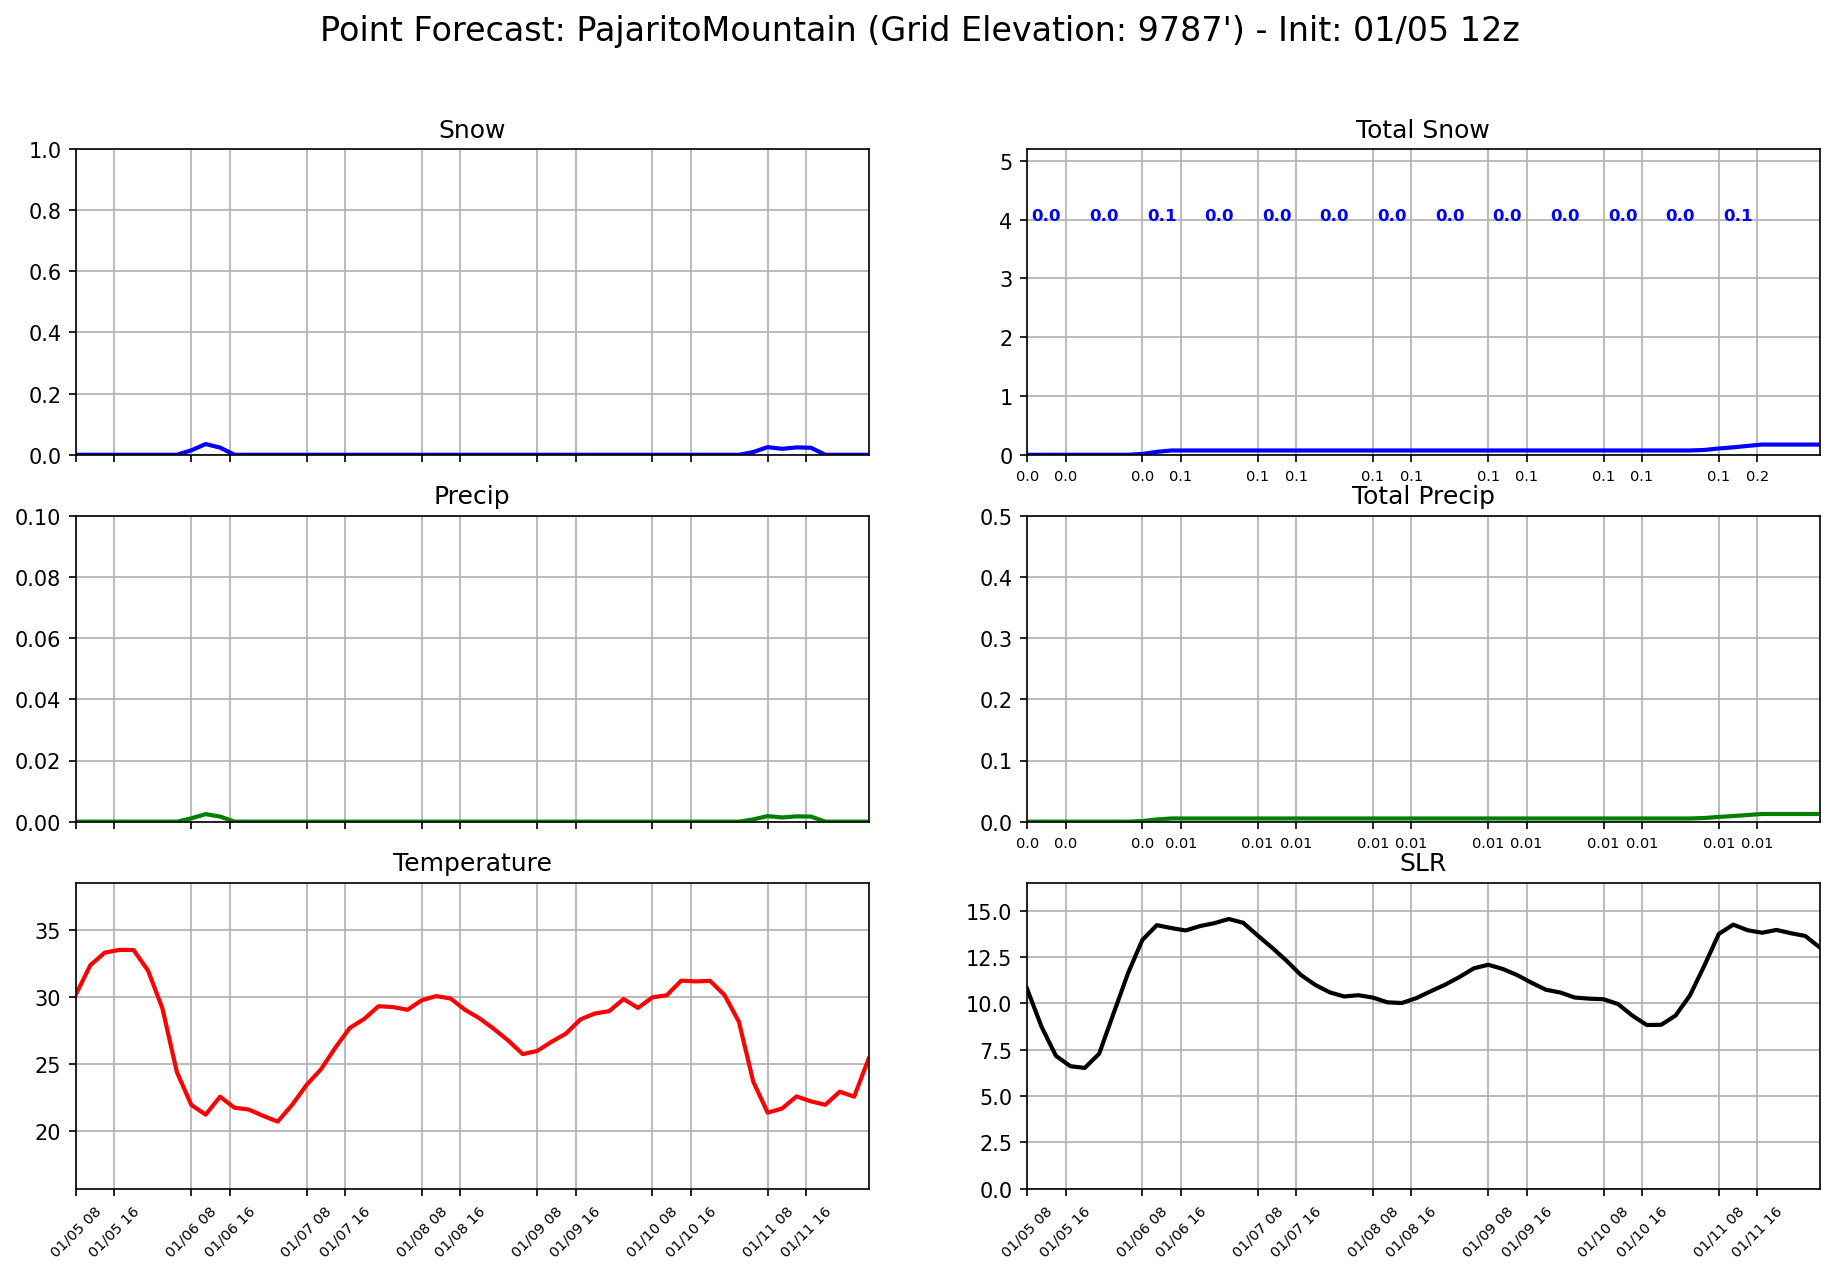 Point Forecast: PajaritoMountain (Grid Elevation: 9787') - Init: 01/05 12z
Snow
1.0
0.8
0.6
0.4
0.2
0.0
Total Snow
5
4
3
2
1
0
0.0 0.0 0.1 0.0 0.0 0.0 0.0 0.0 0.0 0.0 0.0 0.0 0.1
0.0 0.0 0.0 0.1 0.1 0.1 0.1 0.1 0.1 0.1 0.1 0.1 0.1 0.2
Precip
0.10
0.08
0.06
0.04
0.02
0.00
Total Precip
0.5
0.4
0.3
0.2
0.1
0.0
0.0 0.0 0.0 0.01 0.01 0.01 0.01 0.01 0.01 0.01 0.01 0.01 0.01 0.01
Temperature
35
30
25
20
01/05 08 01/05 16 01/06 08 01/06 16 01/07 08 01/07 16 01/08 08 01/08 16 01/09 08 01/09 16 01/10 08 01/10 16 01/11 08 01/11 16
SLR
15.0
12.5
10.0
7.5
5.0
2.5
0.0
01/05 08 01/05 16 01/06 08 01/06 16 01/07 08 01/07 16 01/08 08 01/08 16 01/09 08 01/09 16 01/10 08 01/10 16 01/11 08 01/11 16